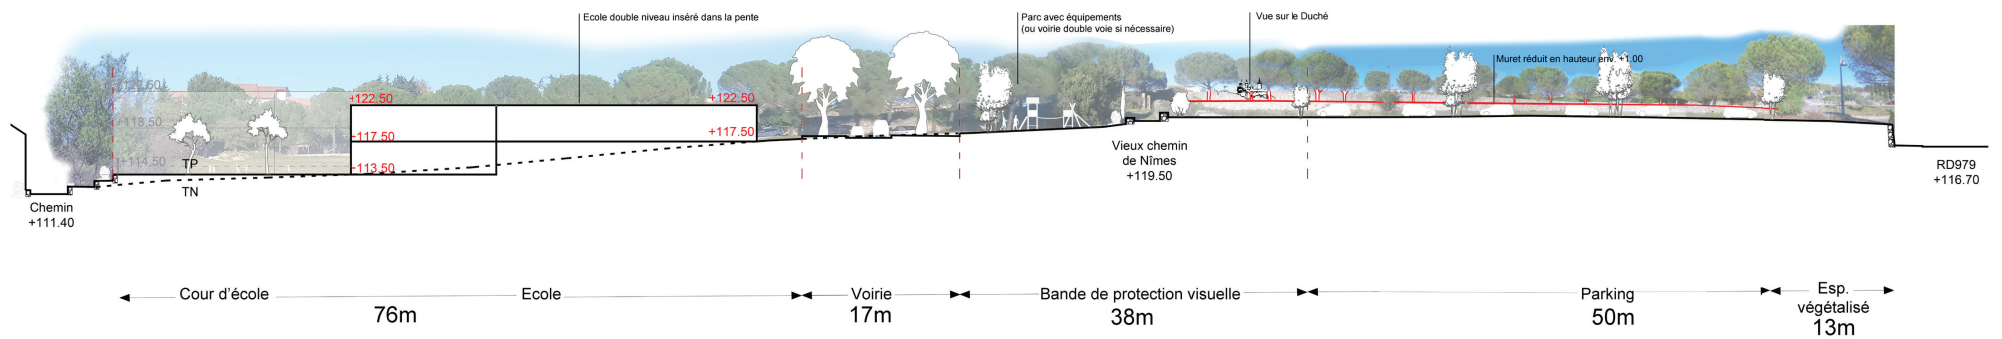 Ecole double niveau inséré dans la pente
Parc avec équipements
(ou voirie double voie si nécessaire)
Vue sur le Duché
Muret réduit en hauteur env. +1.00
+122.50
+118.50
+114.50
+122.50
+117.50
+113.50
+122.50
+117.50
TP
TN
Chemin
+111.40
Vieux chemin
de Nîmes
+119.50
RD979
+116.70
Cour d'école
Ecole
76m
Voirie
17m
Bande de protection visuelle
38m
Parking
50m
Esp.
végétalisé
13m